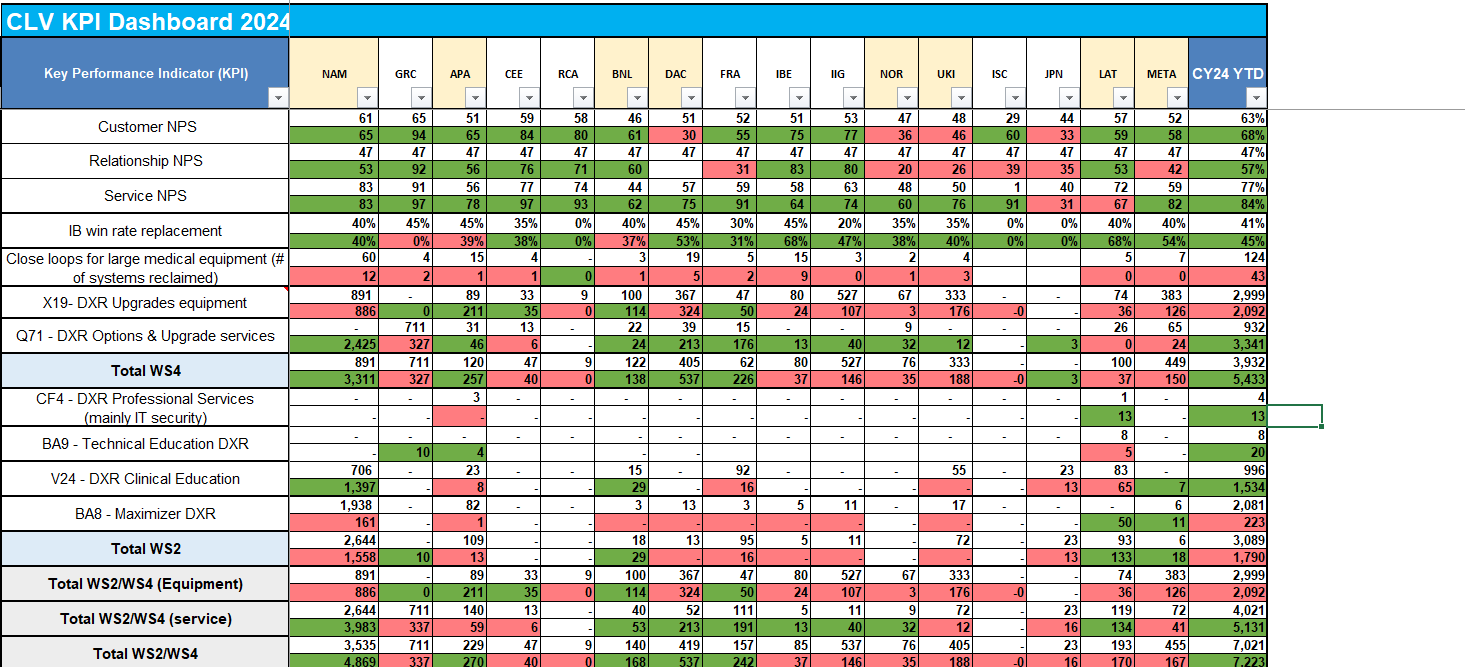 CLV KPI Dashboard 2024
Key Performance Indicator (KPI) NAM GRC APA CEE RCA BNL DAC FRA IBE IIG NOR UKI ISC JPN LAT META CY24 YTD
Customer NPS
61 65 51 59 58 46 51 52 51 53 47 48 29 44 57 52 63%
65 94 65 84 80 61 30 55 75 77 36 46 60 33 59 58 68%
Relationship NPS
47 47 47 47 47 47 47 47 47 47 47 47 47 47 47 47 47%
53 92 56 76 71 60 31 83 80 20 26 39 35 53 42 57%
Service NPS
83 91 56 77 74 44 57 59 58 63 48 50 1 40 72 59 77%
83 97 78 97 93 62 75 91 64 74 60 76 91 31 67 82 84%
IB win rate replacement
40% 45% 45% 35% 0% 40% 45% 30% 45% 20% 35% 35% 0% 0% 40% 40% 41%
40% 0% 39% 38% 0% 37% 53% 31% 68% 47% 38% 40% 0% 0% 68% 54% 45%
Close loops for large medical equipment (#
of systems reclaimed)
60 4 15 4 - 3 19 5 15 3 2 4 5 7 124
12 2 1 1 0 1 5 2 9 0 1 3 0 0 43
X19- DXR Upgrades equipment
891 - 89 33 9 100 367 47 80 527 67 333 - - 74 383 2,999
886 0 211 35 0 114 324 50 24 107 3 176 -0 - 36 126 2,092
Q71 - DXR Options & Upgrade services
- 711 31 13 - 22 39 15 - - 9 - - - 26 65 932
2,425 327 46 6 - 24 213 176 13 40 32 12 - 3 0 24 3,341
Total WS4
891 711 120 47 9 122 405 62 80 527 76 333 - - 100 449 3,932
3,311 327 257 40 0 138 537 226 37 146 35 188 -0 3 37 150 5,433
CF4 - DXR Professional Services
(mainly IT security)
- - 3 - - - - - - - - - - - 1 - 4
- - - - - - - - - - - - - - 13 - 13
BA9 - Technical Education DXR
- - - - - - - - - - - - - - 8 - 8
- 10 4 - - - 5 - 20
V24 - DXR Clinical Education
706 - 23 - - 15 - 92 - - - 55 - 23 83 - 996
1,397 - 8 - - 29 - 16 - - - - - 13 65 7 1,534
BA8 - Maximizer DXR
1,938 - 82 - - 3 13 3 5 11 - 17 - - - 6 2,081
161 - 1 - - - - - - - - - - - 50 11 223
Total WS2
2,644 - 109 - - 18 13 95 5 11 - 72 - 23 93 6 3,089
1,558 10 13 - - 29 - 16 - - - - - 13 133 18 1,790
Total WS2/WS4 (Equipment)
891 - 89 33 9 100 367 47 80 527 67 333 - - 74 383 2,999
886 0 211 35 0 114 324 50 24 107 3 176 -0 - 36 126 2,092
Total WS2/WS4 (service)
2,644 711 140 13 - 40 52 111 5 11 9 72 - 23 119 72 4,021
3,983 337 59 6 - 53 213 191 13 40 32 12 - 16 134 41 5,131
Total WS2/WS4
3,535 711 229 47 9 140 419 157 85 537 76 405 - 23 193 455 7,021
4,869 337 270 40 0 168 537 242 37 146 35 188 -0 16 170 167 7,223